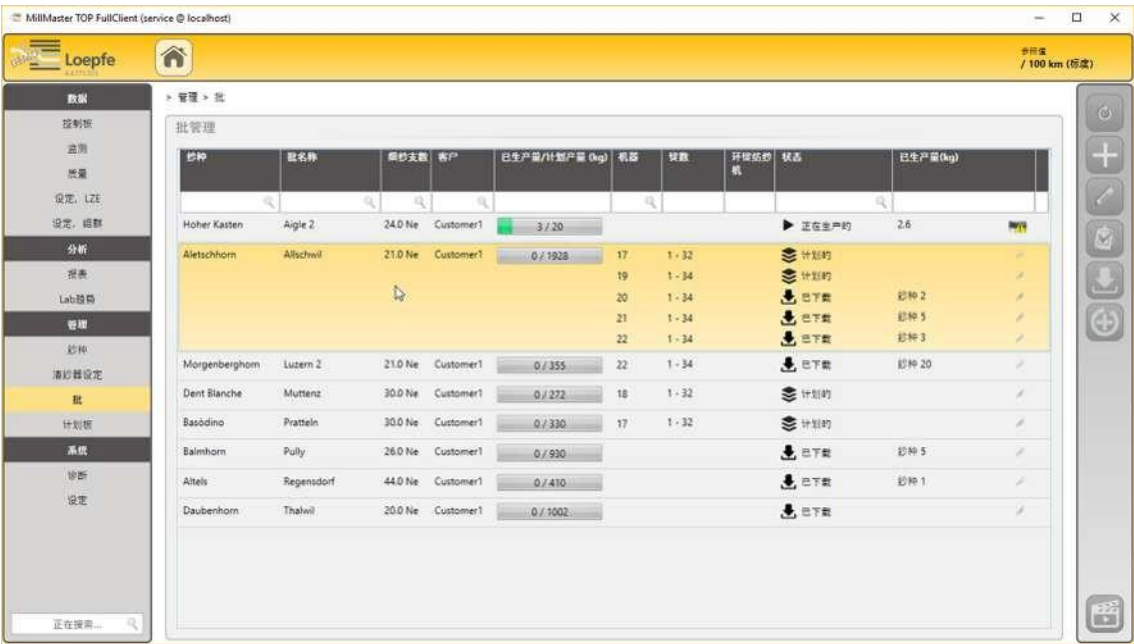 MillMaster TOP FullClient (service @ localhost)
Loepfe
/ 100 km (标度)
数据
控制板
监测
质量
设定, LZE
设定, 组群
分析
报表
Lab趋势
管理
纱种
清纱器设定
批
计划板
系统
诊断
设定
正在搜索...
> 管理 > 批
批管理
纱种 批名称 细纱支数 客户 已生产量/计划产量 (kg) 机器 锭数 环锭纺纱机 状态 已生产量(kg)
Hoher Kasten Aigle 2 24.0 Ne Customer1 3 / 20 正在生产的 2.6
Aletschhorn Allschwil 21.0 Ne Customer1 0 / 1928 17 1 - 32 计划的
19 1 - 34 计划的
20 1 - 34 已下载 纱种 2
21 1 - 34 已下载 纱种 5
22 1 - 34 已下载 纱种 3
Morgenberghorn Luzern 2 21.0 Ne Customer1 0 / 355 22 1 - 34 已下载 纱种 20
Dent Blanche Muttenz 30.0 Ne Customer1 0 / 272 18 1 - 32 计划的
Basòdino Pratteln 30.0 Ne Customer1 0 / 330 17 1 - 32 计划的
Balmhorn Pully 26.0 Ne Customer1 0 / 930 已下载 纱种 5
Altels Regensdorf 44.0 Ne Customer1 0 / 410 已下载 纱种 1
Daubenhorn Thalwil 20.0 Ne Customer1 0 / 1002 已下载